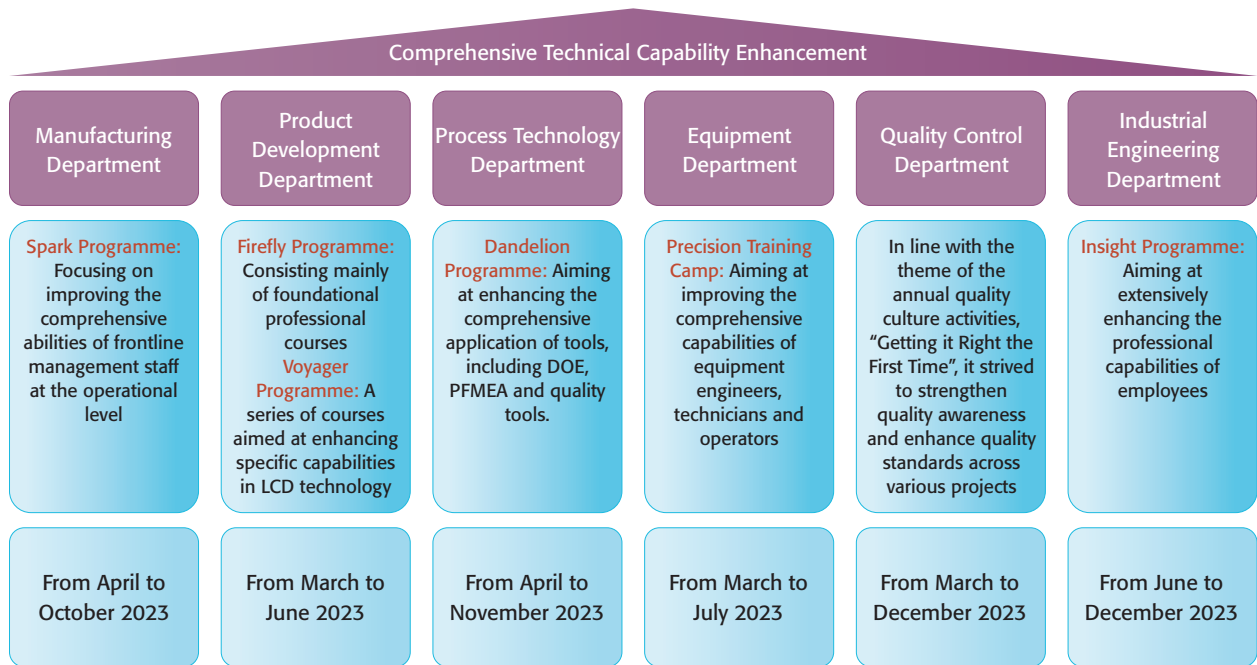 Comprehensive Technical Capability Enhancement
Manufacturing
Department
Product
Development
Department
Process Technology
Department
Equipment
Department
Quality Control
Department
Industrial
Engineering
Department
Spark Programme:
Focusing on
improving the
comprehensive
abilities of frontline
management staff
at the operational
level
Firefly Programme:
Consisting mainly
of foundational
professional
courses
Voyager
Programme: A
series of courses
aimed at enhancing
specific capabilities
in LCD technology
Dandelion
Programme: Aiming
at enhancing the
comprehensive
application of tools,
including DOE,
PFMEA and quality
tools.
Precision Training
Camp: Aiming at
improving the
comprehensive
capabilities of
equipment
engineers,
technicians and
operators
In line with the
theme of the
annual quality
culture activities,
“Getting it Right the
First Time”, it strived
to strengthen
quality awareness
and enhance quality
standards across
various projects
Insight Programme:
Aiming at
extensively
enhancing the
professional
capabilities of
employees
From April to
October 2023
From March to
June 2023
From April to
November 2023
From March to
July 2023
From March to
December 2023
From June to
December 2023